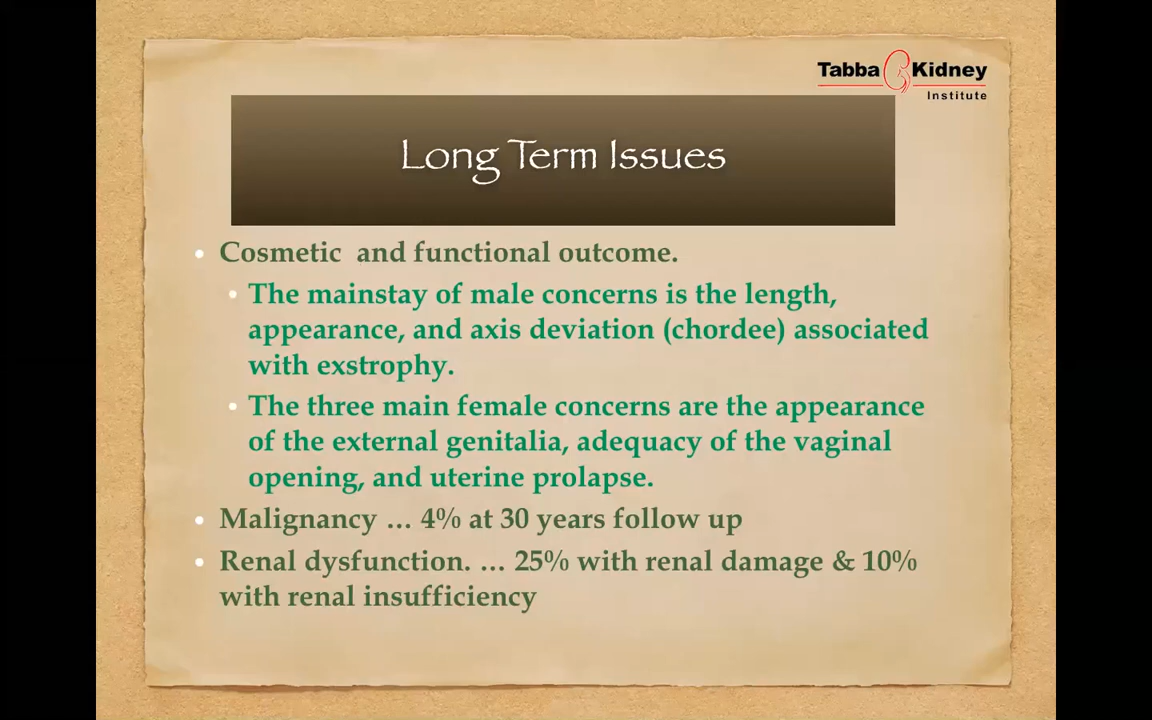 Tabba Kidney
Institute
Long Term Issues
• Cosmetic and functional outcome.
• The mainstay of male concerns is the length,
appearance, and axis deviation (chordee) associated
with exstrophy.
• The three main female concerns are the appearance
of the external genitalia, adequacy of the vaginal
opening, and uterine prolapse.
• Malignancy … 4% at 30 years follow up
• Renal dysfunction. … 25% with renal damage & 10%
with renal insufficiency